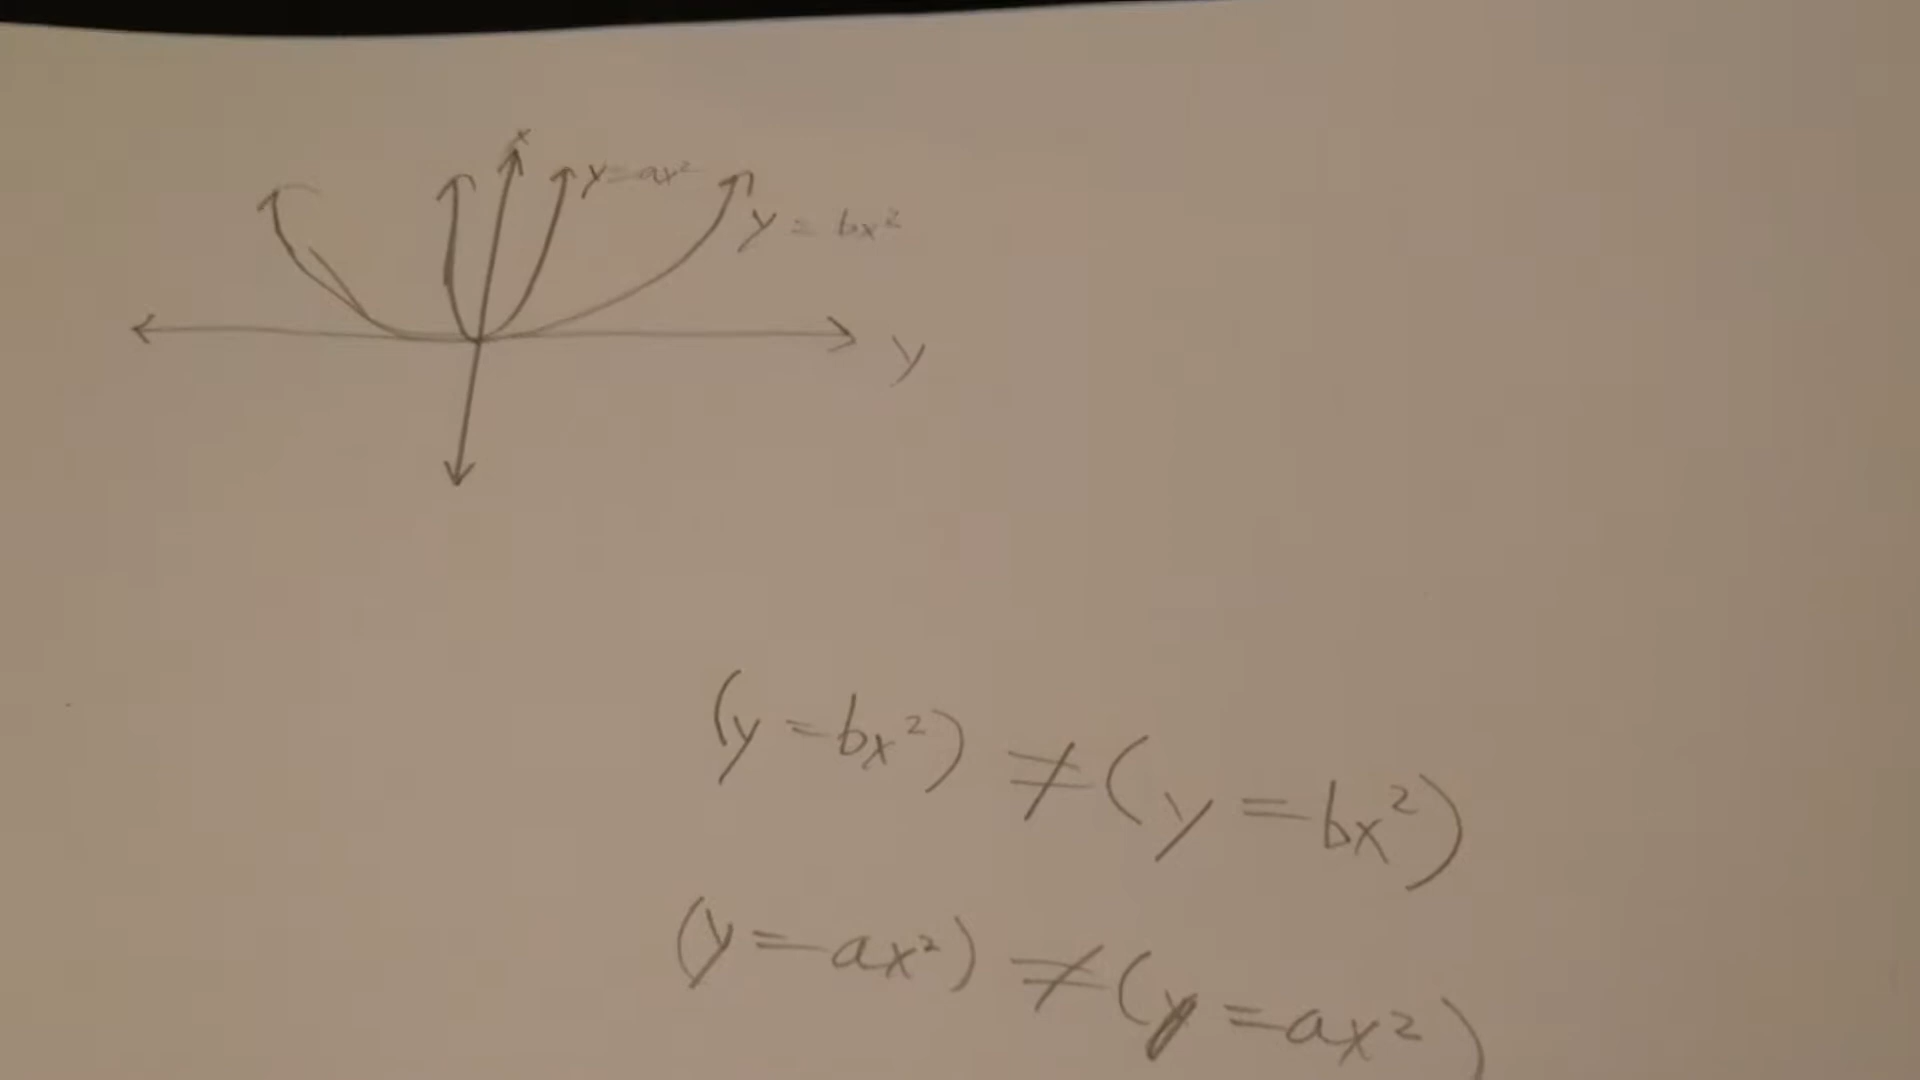 x
y=ax²
y = bx²
y
(y=bx²) ≠ (y=bx²)
(y=ax²) ≠ (y=ax²)